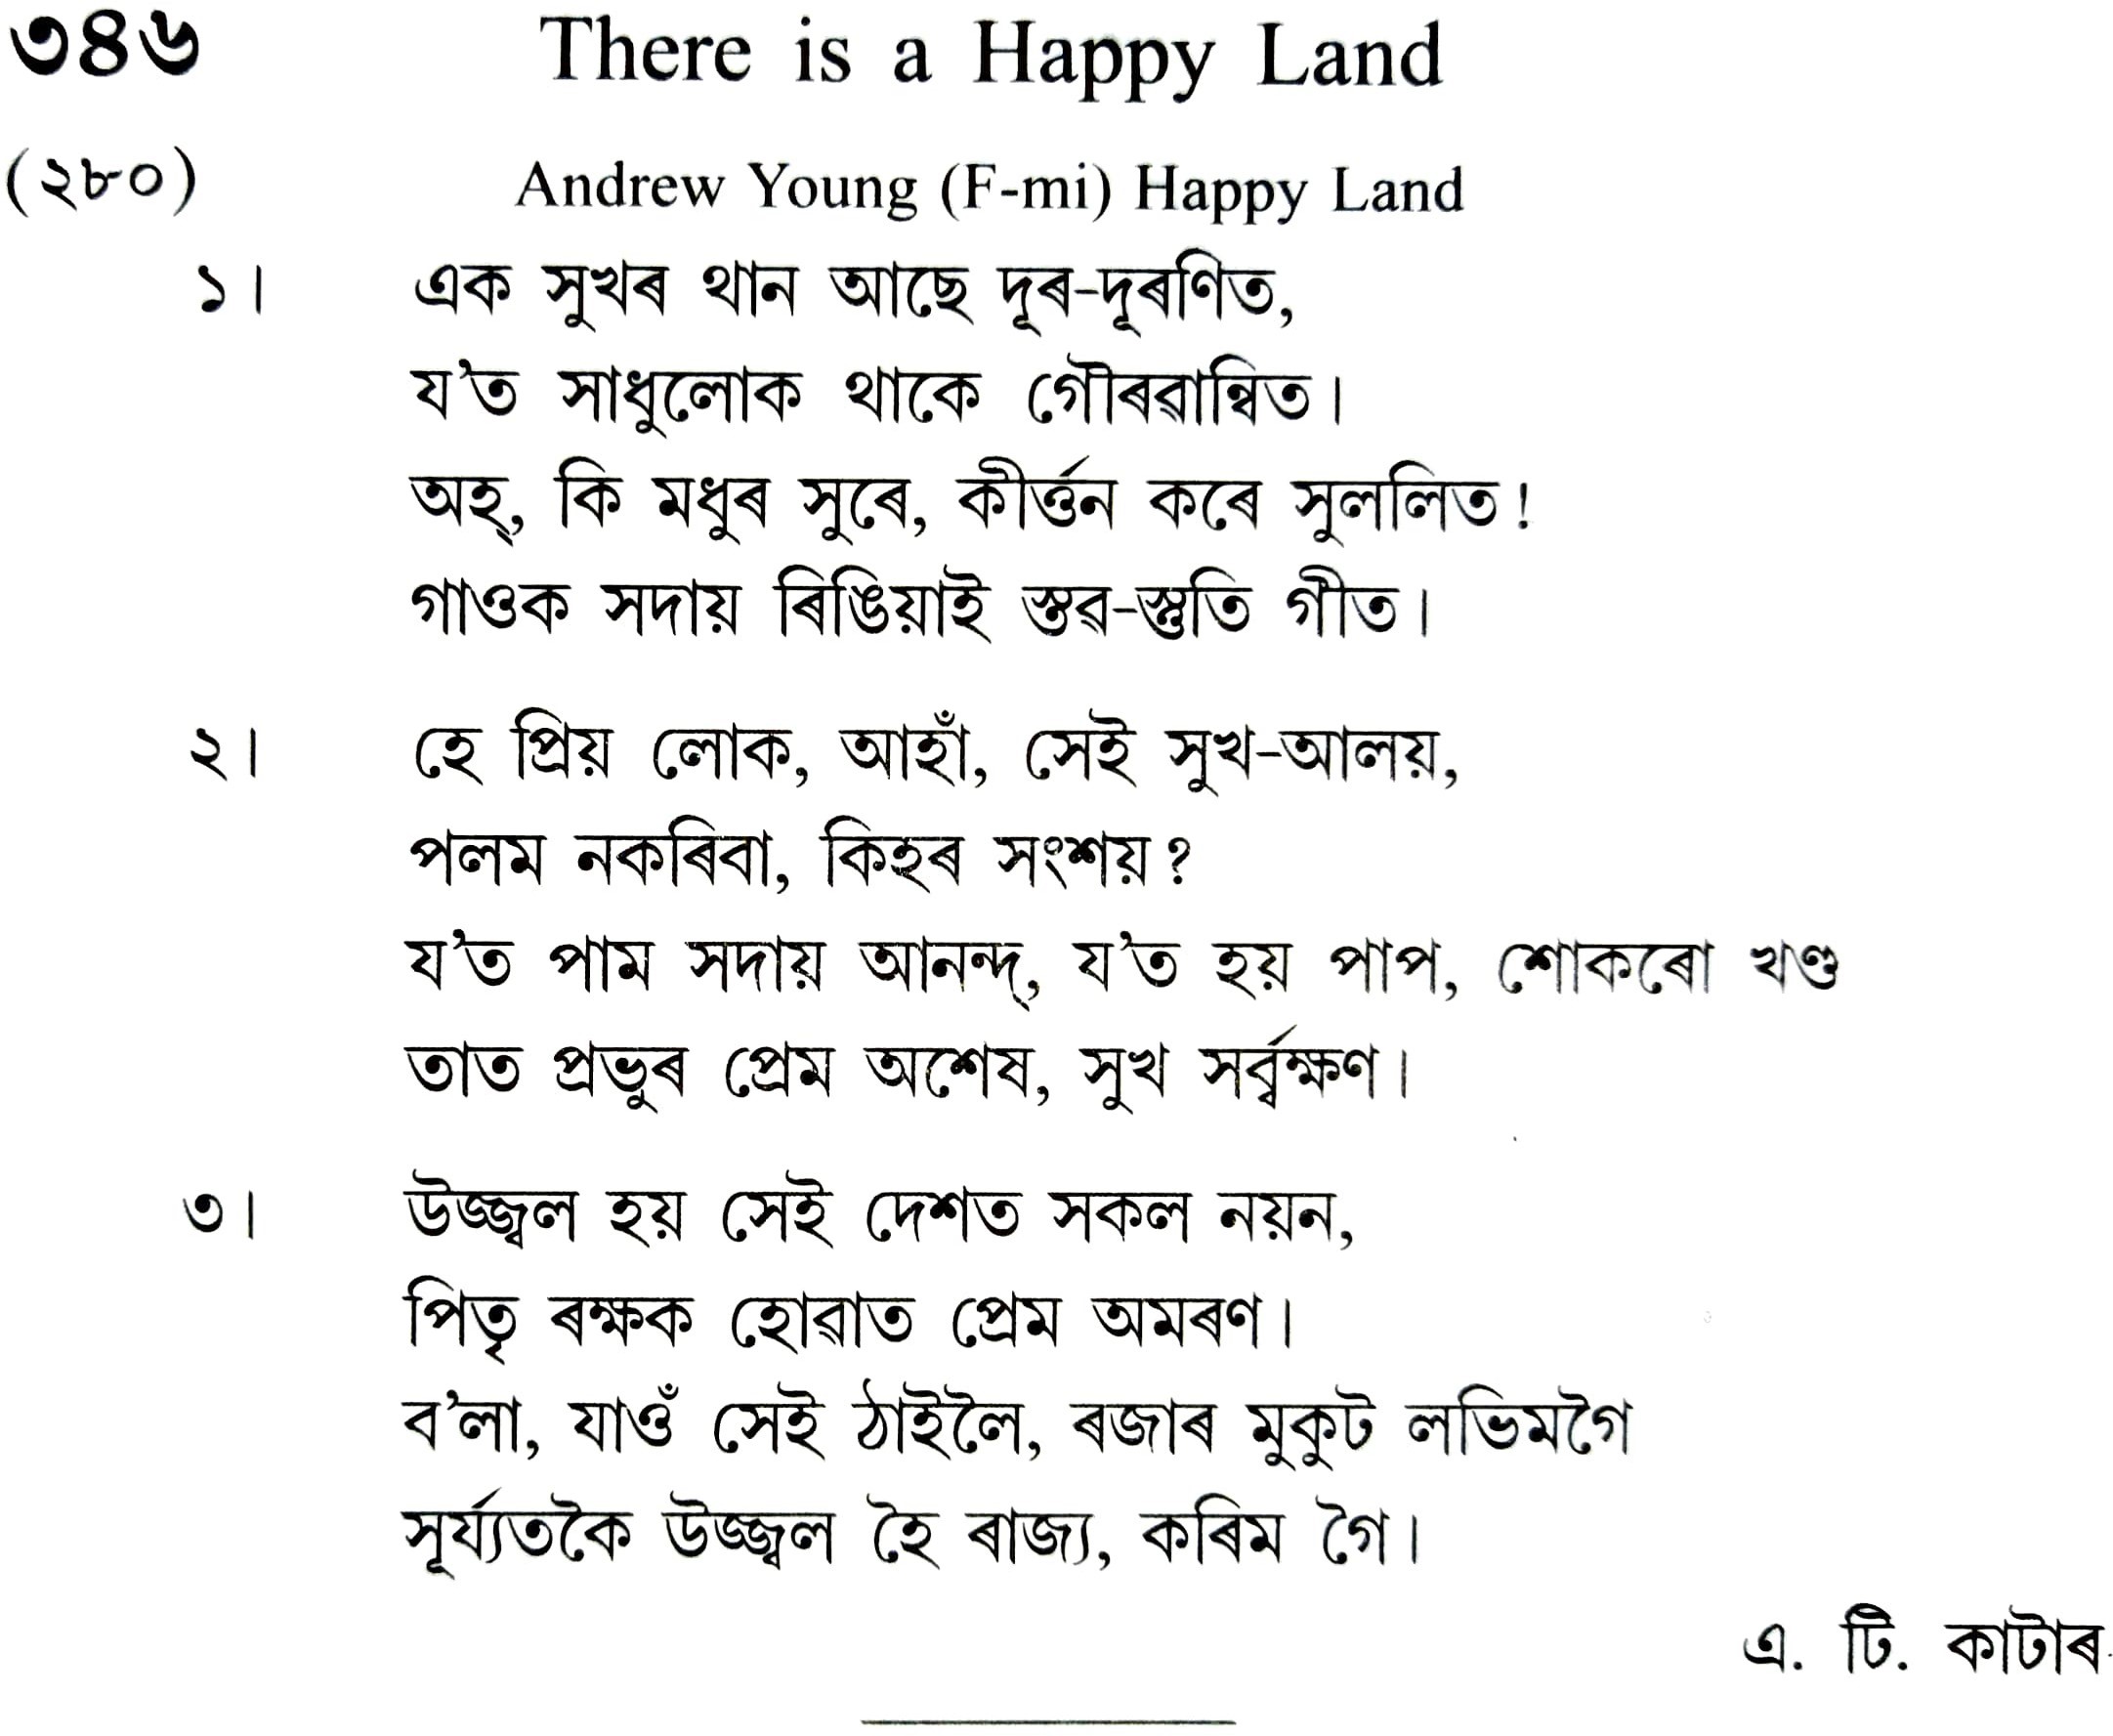 ৩৪৬ There is a Happy Land
(২৮০) Andrew Young (F-mi) Happy Land
১। এক সুখৰ থান আছে দূৰ-দূৰণিত,
য'ত সাধুলোক থাকে গৌৰৱান্বিত।
অহ্, কি মধুৰ সুৰে, কীৰ্ত্তন কৰে সুললিত!
গাওক সদায় ৰিঙিয়াই স্তৱ-স্তুতি গীত।
২। হে প্ৰিয় লোক, আহাঁ, সেই সুখ-আলয়,
পলম নকৰিবা, কিহৰ সংশয়?
য'ত পাম সদায় আনন্দ্, য'ত হয় পাপ, শোকৰো খণ্ড
তাত প্ৰভুৰ প্ৰেম অশেষ, সুখ সৰ্ব্বক্ষণ।
৩। উজ্জ্বল হয় সেই দেশত সকল নয়ন,
পিতৃ ৰক্ষক হোৱাত প্ৰেম অমৰণ।
ব'লা, যাওঁ সেই ঠাইলৈ, ৰজাৰ মুকুট লভিমগৈ
সূৰ্য্যতকৈ উজ্জ্বল হৈ ৰাজ্য, কৰিম গৈ।
এ. টি. কাটাৰ